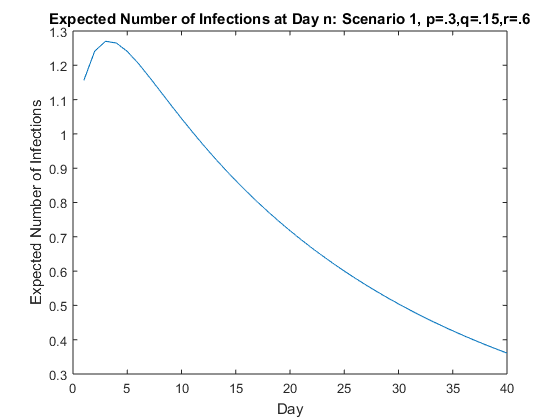 Expected Number of Infections at Day n: Scenario 1, p=.3,q=.15,r=.6
1.3
1.2
1.1
1
0.9
0.8
0.7
0.6
0.5
0.4
0.3
Expected Number of Infections
0 5 10 15 20 25 30 35 40
Day